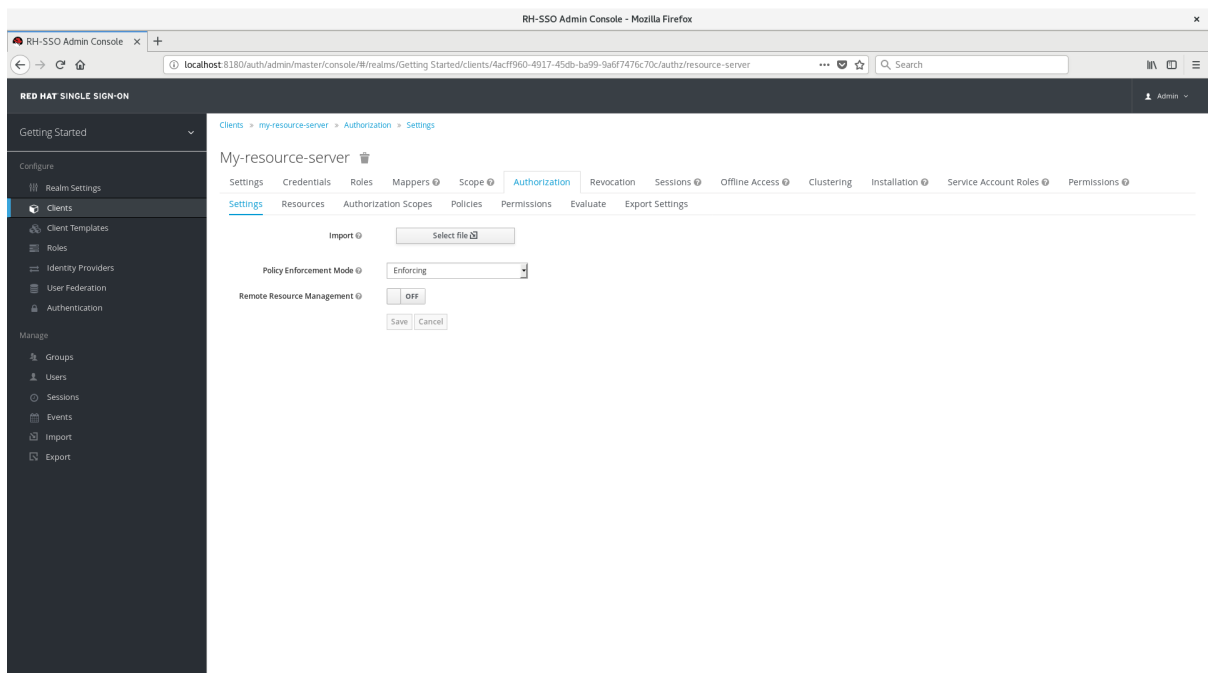 RH-SSO Admin Console - Mozilla Firefox
RH-SSO Admin Console
localhost:8180/auth/admin/master/console/#/realms/Getting Started/clients/4acff960-4917-45db-ba99-9a6f7476c70c/authz/resource-server
Search
RED HAT SINGLE SIGN-ON
Admin
Getting Started
Configure
Realm Settings
Clients
Client Templates
Roles
Identity Providers
User Federation
Authentication
Manage
Groups
Users
Sessions
Events
Import
Export
Clients » my-resource-server » Authorization » Settings
My-resource-server
Settings Credentials Roles Mappers Scope Authorization Revocation Sessions Offline Access Clustering Installation Service Account Roles Permissions
Settings Resources Authorization Scopes Policies Permissions Evaluate Export Settings
Import Select file
Policy Enforcement Mode Enforcing
Remote Resource Management OFF
Save Cancel